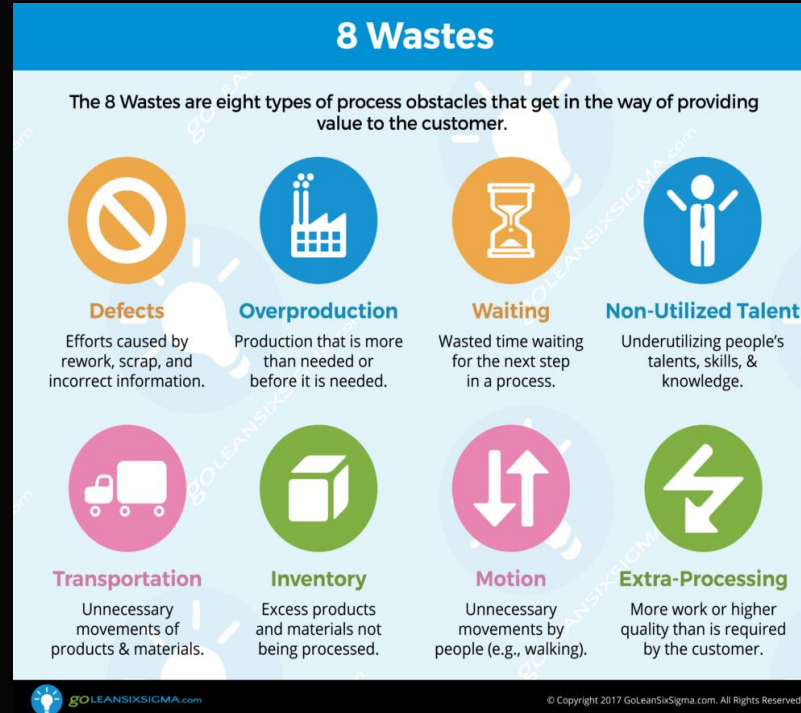 8 Wastes
The 8 Wastes are eight types of process obstacles that get in the way of providing
value to the customer.
Defects
Efforts caused by
rework, scrap, and
incorrect information.
Overproduction
Production that is more
than needed or
before it is needed.
Waiting
Wasted time waiting
for the next step
in a process.
Non-Utilized Talent
Underutilizing people's
talents, skills, &
knowledge.
Transportation
Unnecessary
movements of
products & materials.
Inventory
Excess products
and materials not
being processed.
Motion
Unnecessary
movements by
people (e.g., walking).
Extra-Processing
More work or higher
quality than is required
by the customer.
goLEANSIXSIGMA.com
© Copyright 2017 GoLeanSixSigma.com. All Rights Reserved